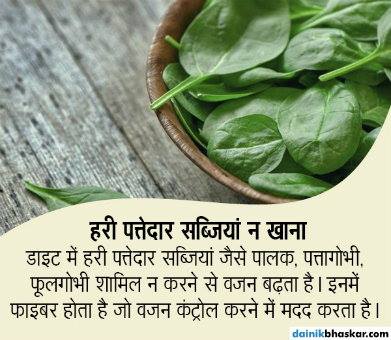 हरी पत्तेदार सब्जियां न खाना
डाइट में हरी पत्तेदार सब्जियां जैसे पालक, पत्तागोभी,
फूलगोभी शामिल न करने से वजन बढ़ता है। इनमें
फाइबर होता है जो वजन कंट्रोल करने में मदद करता है।
dainikbhaskar.com